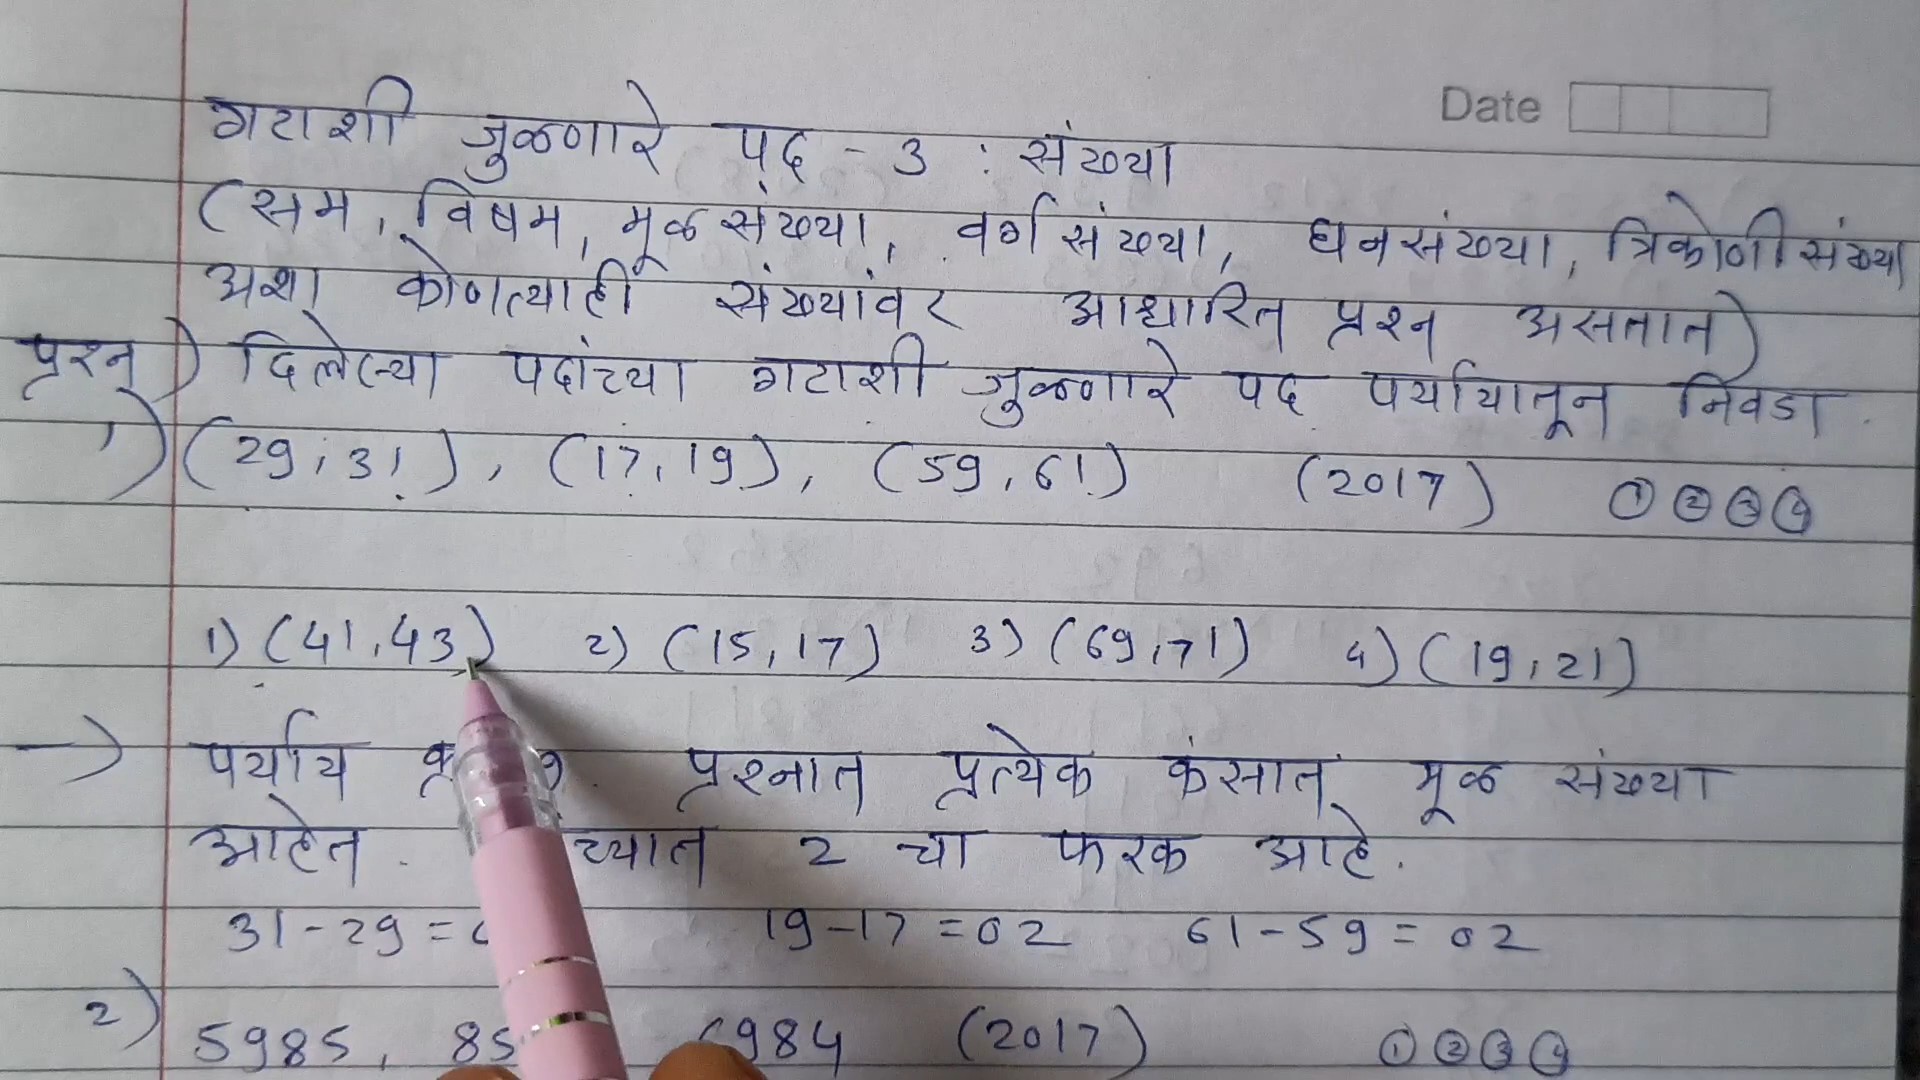 Date
गटाशी जुळणारे पद - 3 : संख्या
(सम, विषम, मूळ संख्या, वर्ग संख्या, घनसंख्या, त्रिकोणी संख्या
अशा कोणत्याही संख्यांवर आधारित प्रश्न असतात)
प्रश्न) दिलेल्या पदांच्या गटाशी जुळणारे पद पर्यायातून निवडा.
1) (29, 31), (17, 19), (59, 61) (2017) ① ② ③ ④
1) (41, 43) 2) (15, 17) 3) (69, 71) 4) (19, 21)
→ पर्याय प्रश्नात प्रत्येक कंसात मूळ संख्या
आहेत. 2 चा फरक आहे.
31 - 29 = 19 - 17 = 02 61 - 59 = 02
2) 5985, 984 (2017) ① ② ③ ④